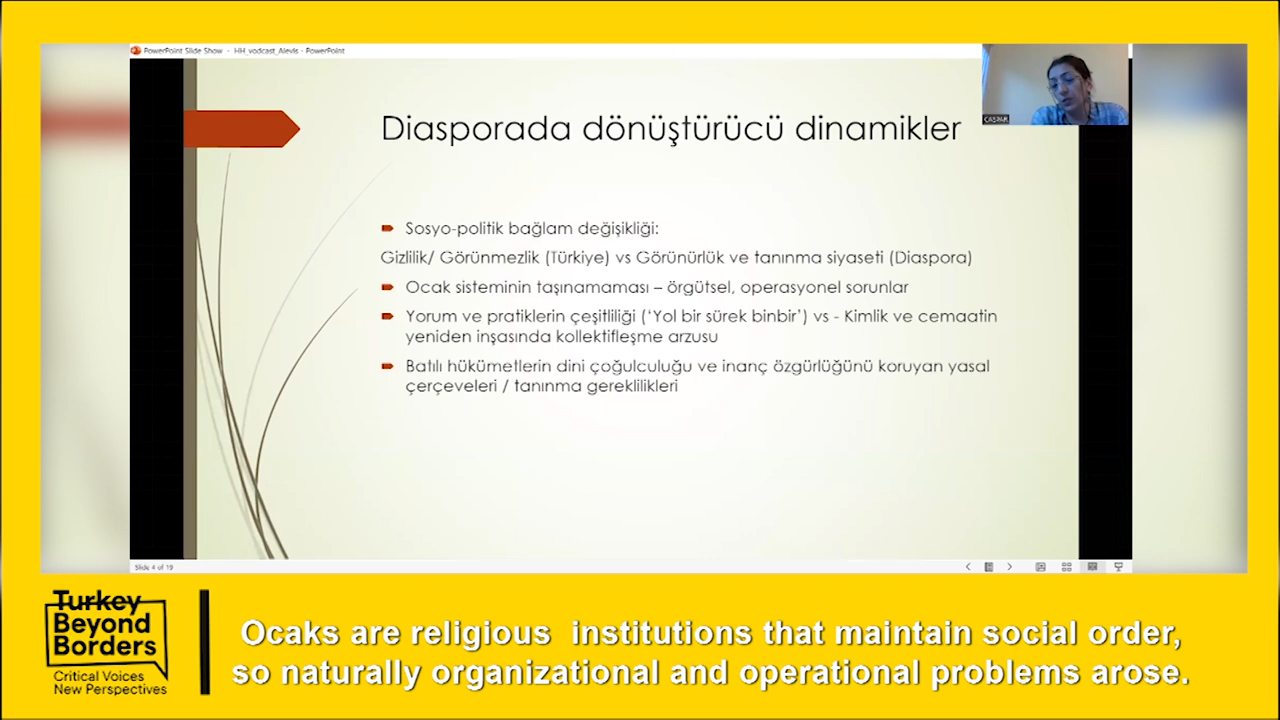 PowerPoint Slide Show - HH_vodcast_Alevis - PowerPoint
CASPAR
Diasporada dönüştürücü dinamikler
Sosyo-politik bağlam değişikliği:
Gizlilik/ Görünmezlik (Türkiye) vs Görünürlük ve tanınma siyaseti (Diaspora)
Ocak sisteminin taşınamaması – örgütsel, operasyonel sorunlar
Yorum ve pratiklerin çeşitliliği (‘Yol bir sürek binbir’) vs - Kimlik ve cemaatin
yeniden inşasında kollektifleşme arzusu
Batılı hükümetlerin dini çoğulculuğu ve inanç özgürlüğünü koruyan yasal
çerçeveleri / tanınma gereklilikleri
Slide 4 of 19
Turkey
Beyond
Borders
Critical Voices
New Perspectives
Ocaks are religious institutions that maintain social order,
so naturally organizational and operational problems arose.